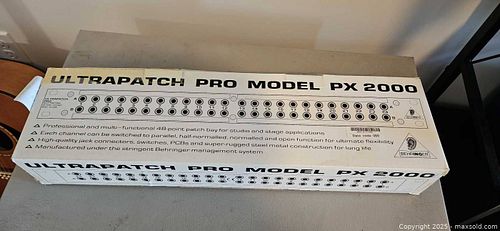 ULTRAPATCH PRO MODEL PX 2000
Professional and multi-functional 48 point patch bay for studio and stage applications
Each channel can be switched to parallel, half-normalled, normalled and open function for ultimate flexibility
High-quality jack connectors, switches, PCBs and super-rugged steel metal construction for long life
Manufactured under the stringent Behringer management system
BEHRINGER
ULTRAPATCH PRO MODEL PX 2000
Copyright 2025 - maxsold.com